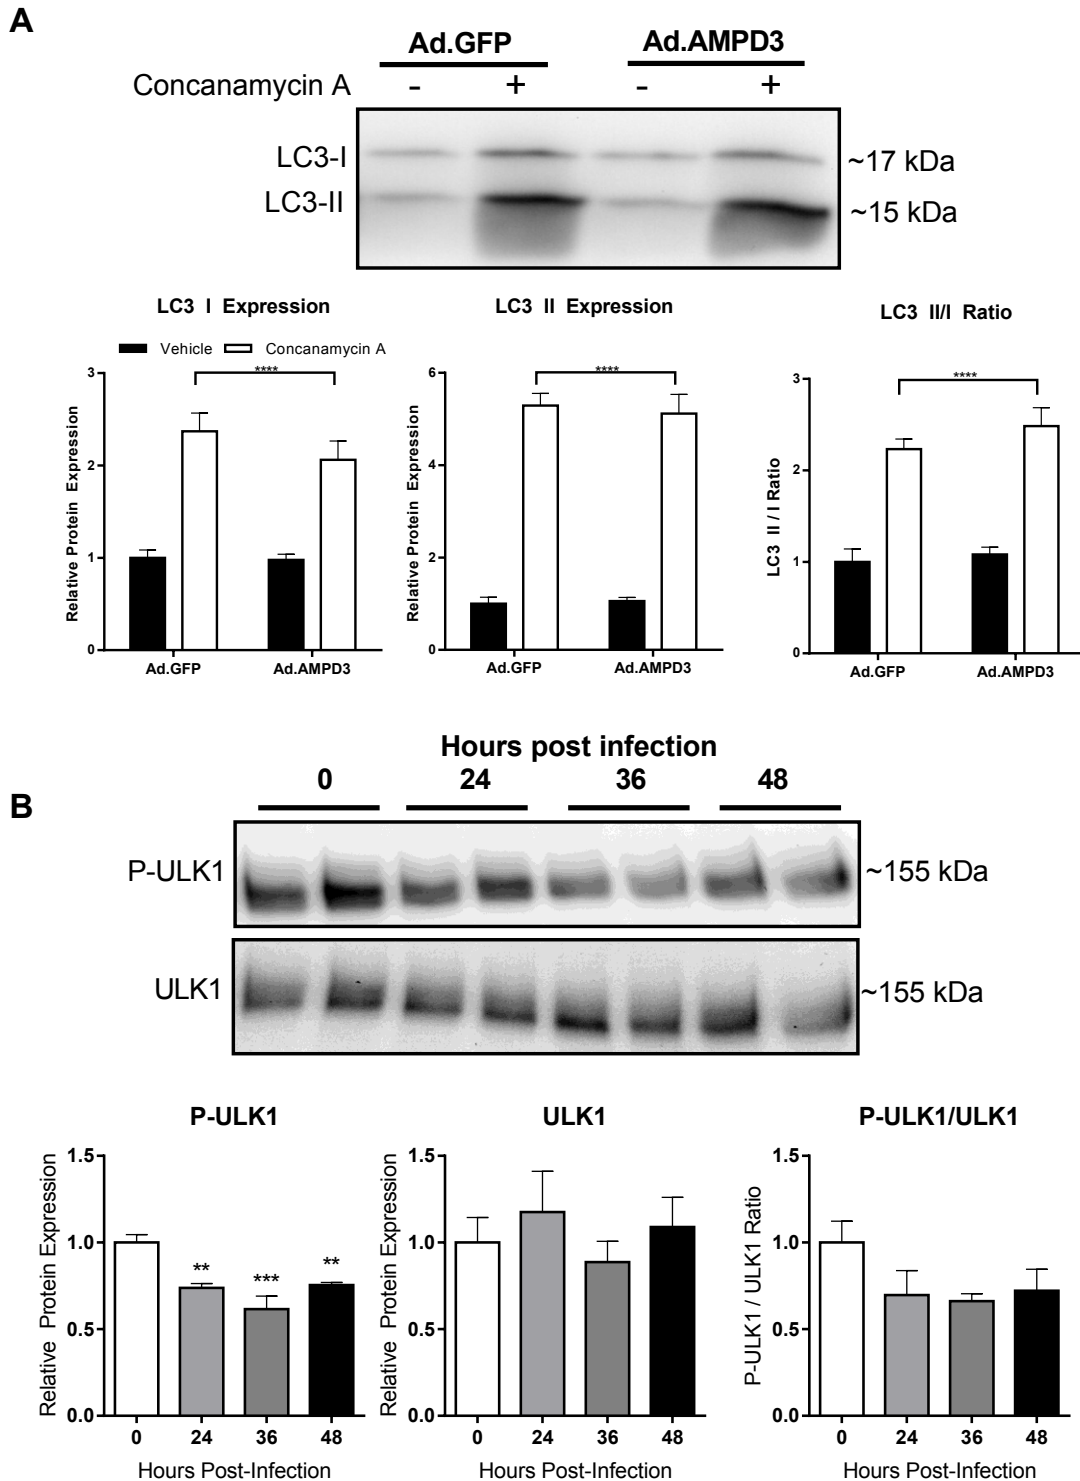 A
Ad.GFP Ad.AMPD3
Concanamycin A - + - +
LC3-I ~17 kDa
LC3-II ~15 kDa
LC3 I Expression
LC3 II Expression
LC3 II/I Ratio
Vehicle Concanamycin A
Relative Protein Expression
3
2
1
0
****
Ad.GFP Ad.AMPD3
Relative Protein Expression
6
4
2
0
****
Ad.GFP Ad.AMPD3
LC3 II / I Ratio
3
2
1
0
****
Ad.GFP Ad.AMPD3
B
Hours post infection
0 24 36 48
P-ULK1 ~155 kDa
ULK1 ~155 kDa
P-ULK1
Relative Protein Expression
1.5
1.0
0.5
0.0
** *** **
0 24 36 48
Hours Post-Infection
ULK1
Relative Protein Expression
1.5
1.0
0.5
0.0
0 24 36 48
Hours Post-Infection
P-ULK1/ULK1
P-ULK1 / ULK1 Ratio
1.5
1.0
0.5
0.0
0 24 36 48
Hours Post-Infection